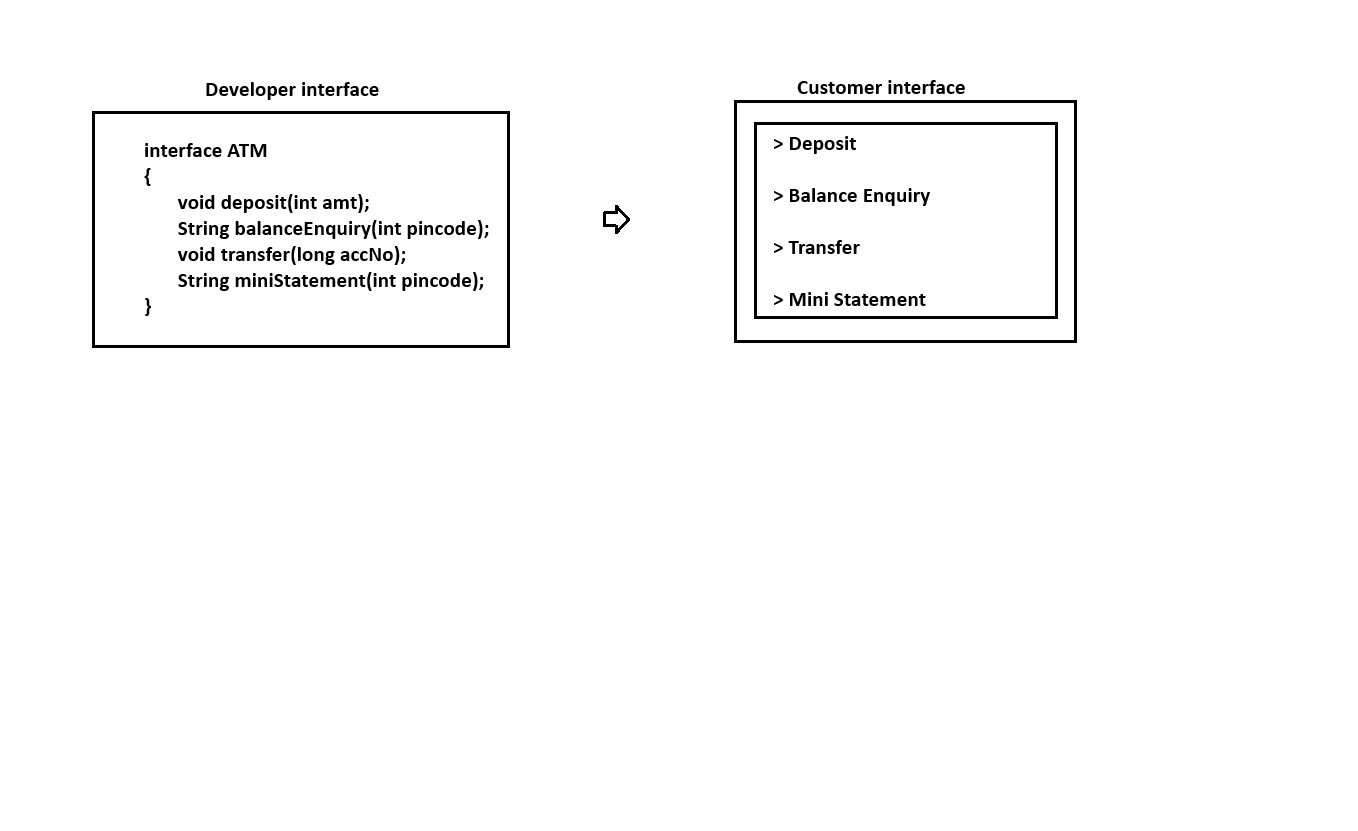 Developer interface
interface ATM
{
void deposit(int amt);
String balanceEnquiry(int pincode);
void transfer(long accNo);
String miniStatement(int pincode);
}
Customer interface
> Deposit
> Balance Enquiry
> Transfer
> Mini Statement